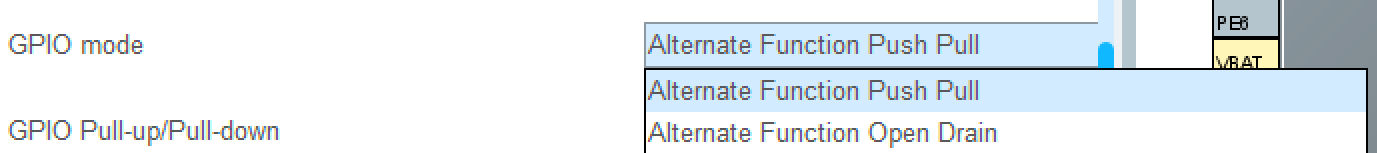 PE6
GPIO mode
Alternate Function Push Pull
VBAT
Alternate Function Push Pull
GPIO Pull-up/Pull-down
Alternate Function Open Drain